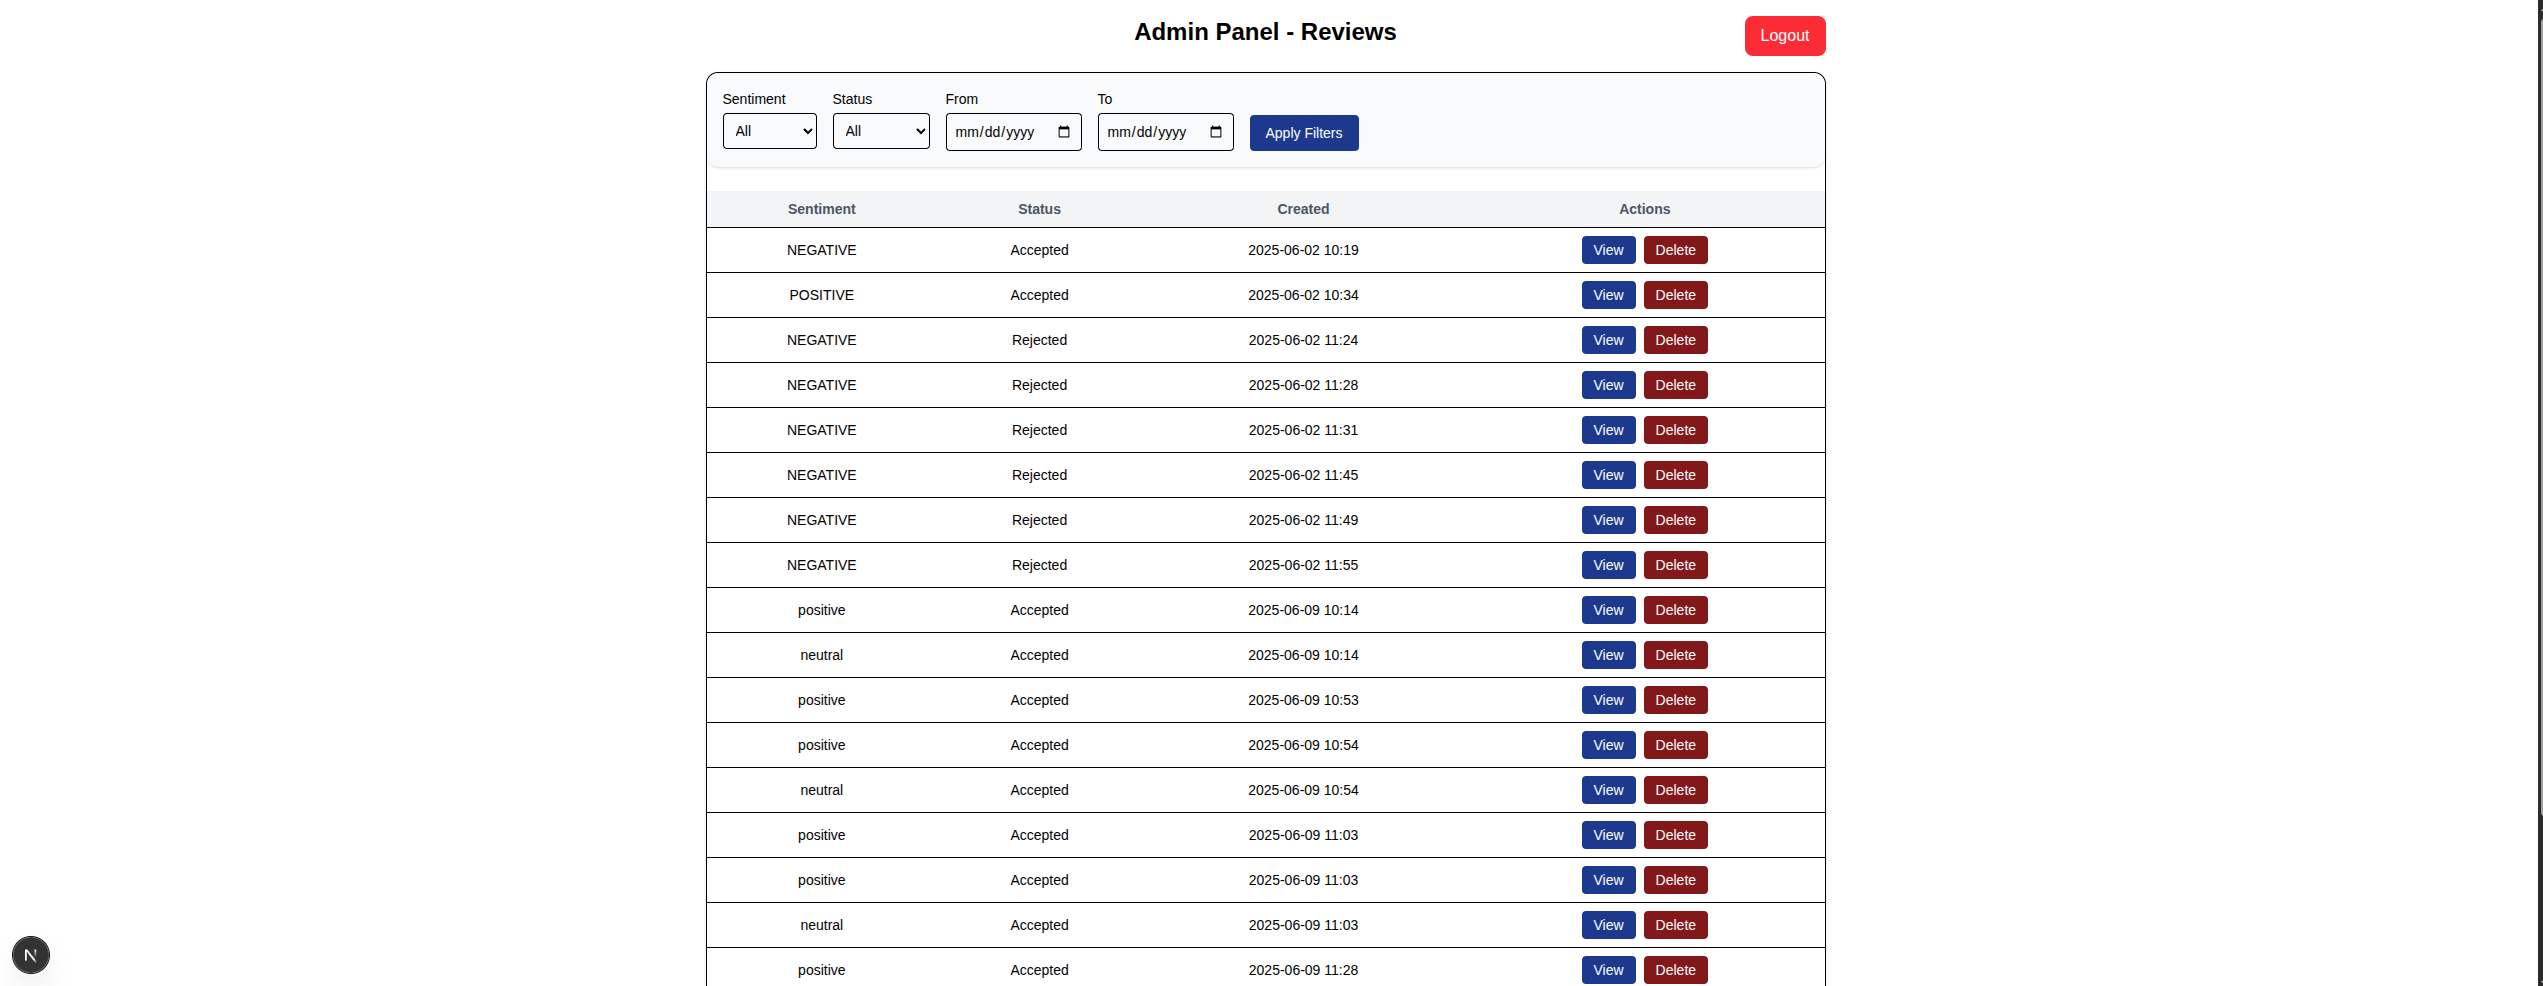 Admin Panel - Reviews
Logout
Sentiment Status From To
All All mm/dd/yyyy mm/dd/yyyy Apply Filters
Sentiment Status Created Actions
NEGATIVE Accepted 2025-06-02 10:19 View Delete
POSITIVE Accepted 2025-06-02 10:34 View Delete
NEGATIVE Rejected 2025-06-02 11:24 View Delete
NEGATIVE Rejected 2025-06-02 11:28 View Delete
NEGATIVE Rejected 2025-06-02 11:31 View Delete
NEGATIVE Rejected 2025-06-02 11:45 View Delete
NEGATIVE Rejected 2025-06-02 11:49 View Delete
NEGATIVE Rejected 2025-06-02 11:55 View Delete
positive Accepted 2025-06-09 10:14 View Delete
neutral Accepted 2025-06-09 10:14 View Delete
positive Accepted 2025-06-09 10:53 View Delete
positive Accepted 2025-06-09 10:54 View Delete
neutral Accepted 2025-06-09 10:54 View Delete
positive Accepted 2025-06-09 11:03 View Delete
positive Accepted 2025-06-09 11:03 View Delete
neutral Accepted 2025-06-09 11:03 View Delete
positive Accepted 2025-06-09 11:28 View Delete
N